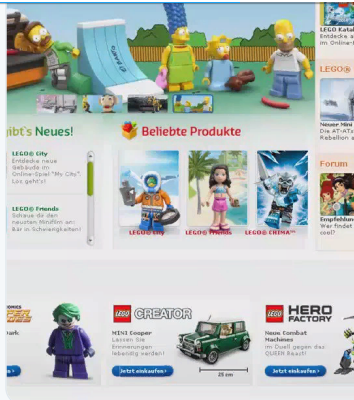 gibt's Neues!
LEGO® City
Entdecke neue
Gebäude im
Online-Spiel "My City".
Los geht's!
LEGO® Friends
Schaue dir den
neusten Minifilm an:
Bär in Schwierigkeiten!
Beliebte Produkte
LEGO® City
LEGO® Friends
LEGO® CHIMA™
LEGO Katal
Entdecke a
im Online-
LEGO®
Neuer Mini
Die AT-ATs
Rebellion a
Forum
Empfehlun
Wer findet
cool?
LEGO CREATOR
MINI Cooper
Lassen Sie
Erinnerungen
lebendig werden!
Jetzt einkaufen
25 cm
LEGO HERO
FACTORY
Neue Combat
Machines
im Duell gegen das
QUEEN Beast!
Jetzt einkaufen